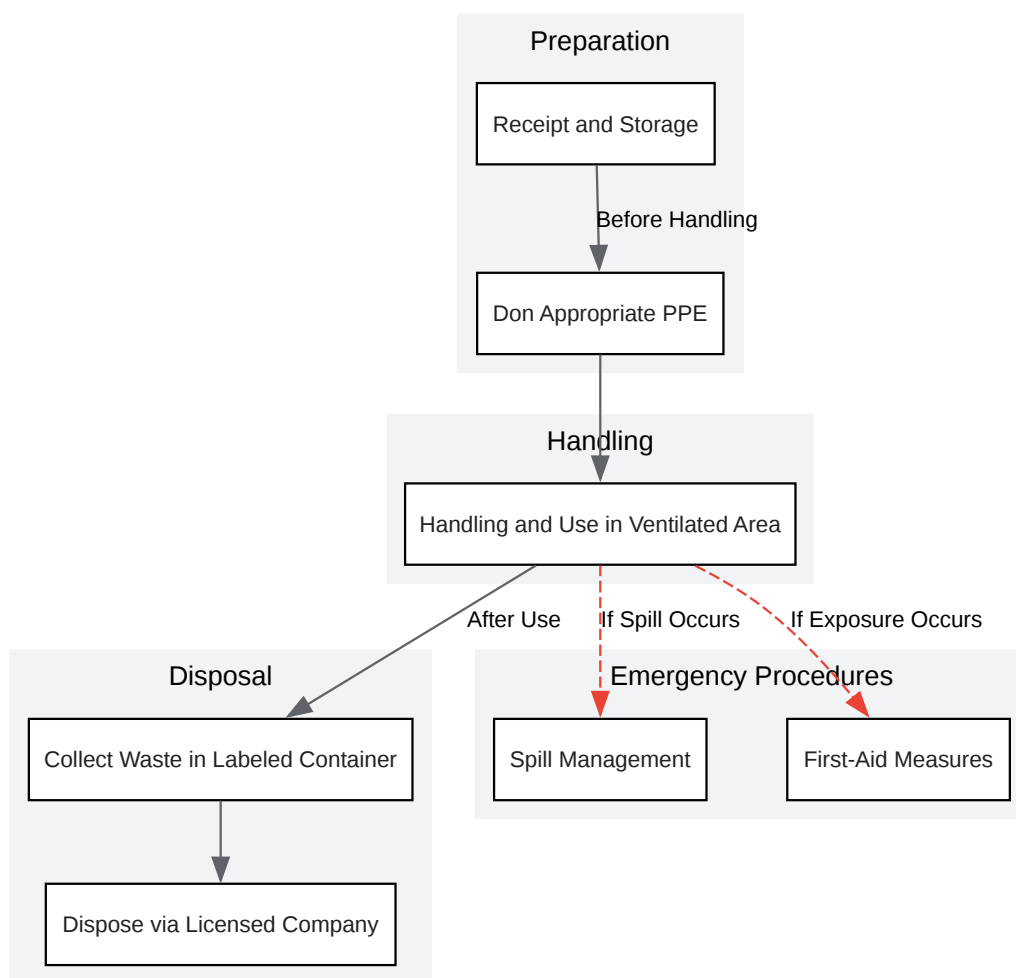 Preparation
Receipt and Storage
Before Handling
Don Appropriate PPE
Handling
Handling and Use in Ventilated Area
After Use
If Spill Occurs
If Exposure Occurs
Disposal
Emergency Procedures
Collect Waste in Labeled Container
Spill Management
First-Aid Measures
Dispose via Licensed Company